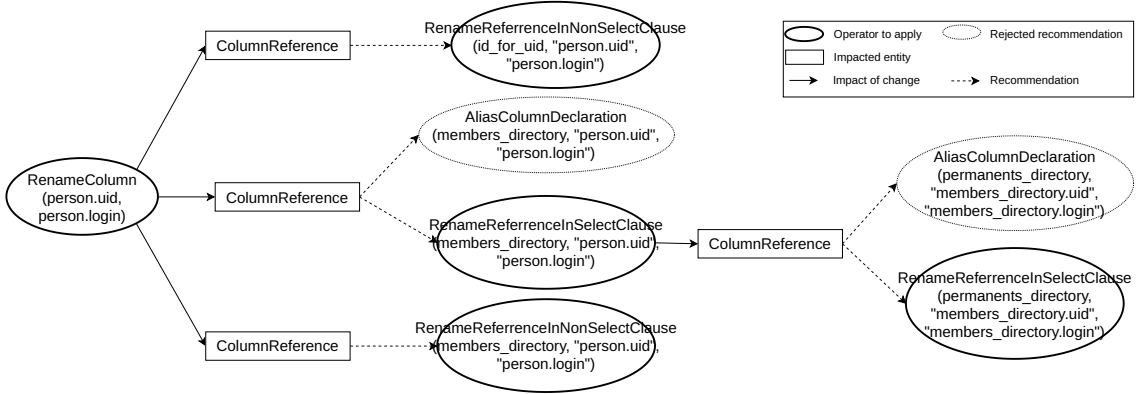 RenameReferrenceInNonSelectClause
(id_for_uid, "person.uid",
"person.login")
ColumnReference
Operator to apply
Rejected recommendation
Impacted entity
Impact of change
Recommendation
AliasColumnDeclaration
(members_directory, "person.uid",
"person.login")
RenameColumn
(person.uid,
person.login)
ColumnReference
RenameReferrenceInSelectClause
(members_directory, "person.uid",
"person.login")
ColumnReference
AliasColumnDeclaration
(permanents_directory,
"members_directory.uid",
"members_directory.login")
RenameReferrenceInSelectClause
(permanents_directory,
"members_directory.uid",
"members_directory.login")
ColumnReference
RenameReferrenceInNonSelectClause
(members_directory, "person.uid",
"person.login")